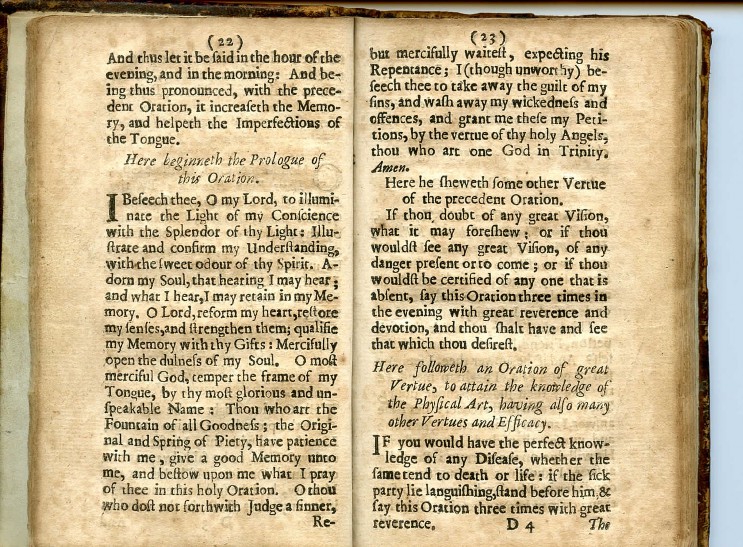 (22)
And thus let it be ſaid in the hour of the
evening, and in the morning: And be-
ing thus pronounced, with the prece-
dent Oration, it increaſeth the Memo-
ry, and helpeth the Imperfections of
the Tongue.
Here beginneth the Prologue of
this Oration.
I Beſeech thee, O my Lord, to illumi-
nate the Light of my Conſcience
with the Splendor of thy Light: Illu-
ſtrate and confirm my Underſtanding,
with the ſweet odour of thy Spirit. A-
dorn my Soul, that hearing I may hear;
and what I hear, I may retain in my Me-
mory. O Lord, reform my heart, reſtore
my ſenſes, and ſtrengthen them; qualifie
my Memory with thy Gifts: Mercifully
open the dulneſs of my Soul. O moſt
merciful God, temper the frame of my
Tongue, by thy moſt glorious and un-
ſpeakable Name: Thou who art the
Fountain of all Goodneſs; the Origi-
nal and Spring of Piety, have patience
with me, give a good Memory unto
me, and beſtow upon me what I pray
of thee in this holy Oration. O thou
who doſt not forthwith Judge a ſinner,
Re-
(23)
but mercifully waiteſt, expecting his
Repentance; I (though unworthy) be-
ſeech thee to take away the guilt of my
ſins, and waſh away my wickedneſs and
offences, and grant me theſe my Peti-
tions, by the vertue of thy holy Angels,
thou who art one God in Trinity.
Amen.
Here he ſheweth ſome other Vertue
of the precedent Oration.
If thou doubt of any great Viſion,
what it may foreſhew; or if thou
wouldſt ſee any great Viſion, of any
danger preſent or to come; or if thou
wouldſt be certified of any one that is
abſent, ſay this Oration three times in
the evening with great reverence and
devotion, and thou ſhalt have and ſee
that which thou deſireſt.
Here followeth an Oration of great
Vertue, to attain the knowledge of
the Phyſical Art, having alſo many
other Vertues and Efficacy.
IF you would have the perfect know-
ledge of any Diſeaſe, whether the
ſame tend to death or life: if the ſick
party lie languiſhing, ſtand before him, &
ſay this Oration three times with great
reverence. D 4 The